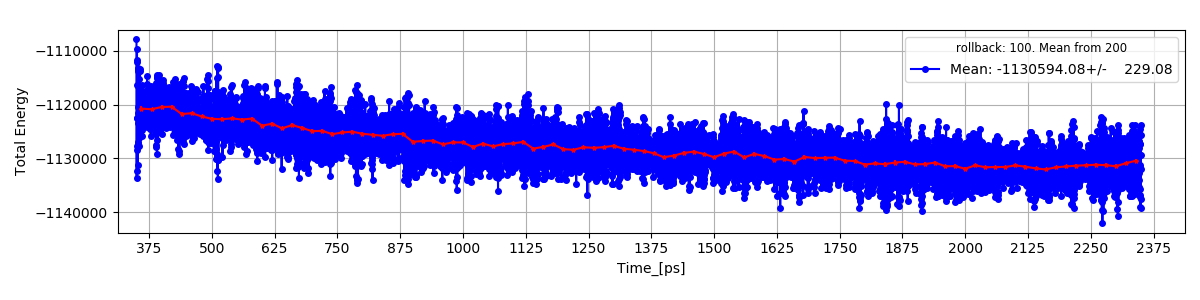 rollback: 100. Mean from 200
Mean: -1130594.08+/- 229.08
Total Energy
−1110000
−1120000
−1130000
−1140000
375 500 625 750 875 1000 1125 1250 1375 1500 1625 1750 1875 2000 2125 2250 2375
Time_[ps]